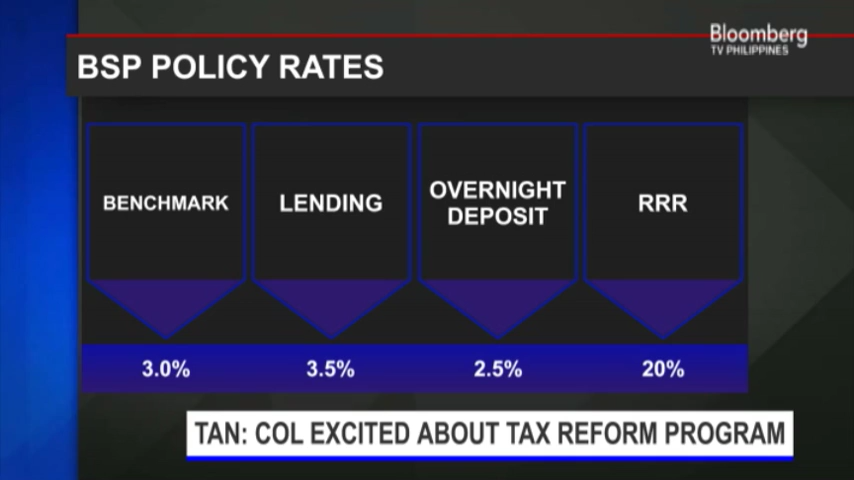 Bloomberg
TV PHILIPPINES
BSP POLICY RATES
BENCHMARK
LENDING
OVERNIGHT
DEPOSIT
RRR
3.0%
3.5%
2.5%
20%
TAN: COL EXCITED ABOUT TAX REFORM PROGRAM